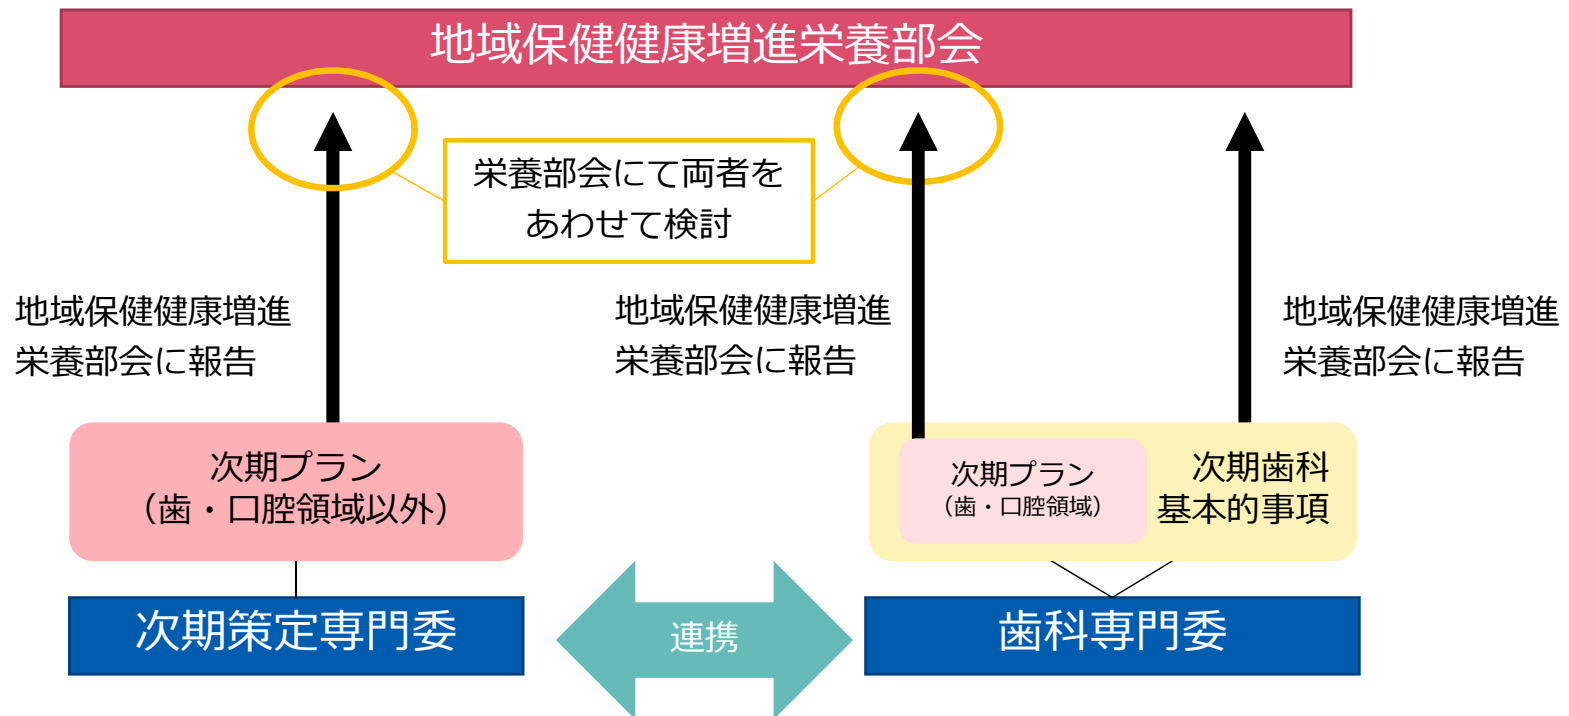 地域保健健康増進栄養部会
栄養部会にて両者を
あわせて検討
地域保健健康増進
栄養部会に報告
地域保健健康増進
栄養部会に報告
地域保健健康増進
栄養部会に報告
次期プラン
（歯・口腔領域以外）
次期プラン
（歯・口腔領域）
次期歯科
基本的事項
次期策定専門委
連携
歯科専門委